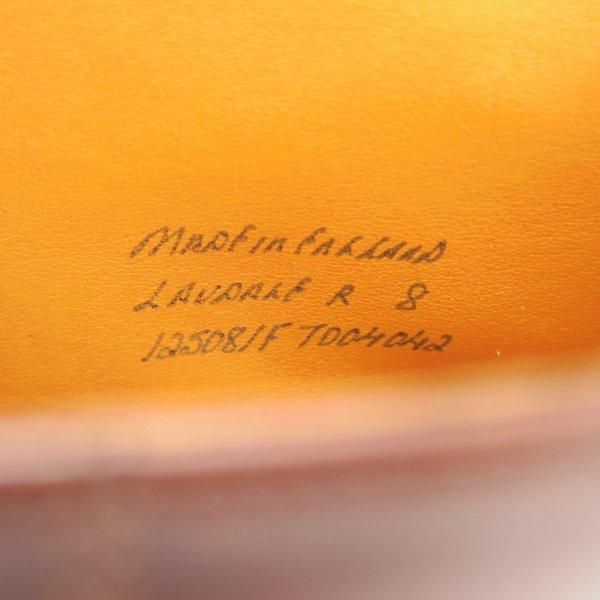 MADE IN ENGLAND
LAUDALE R 8
12508/F T004042